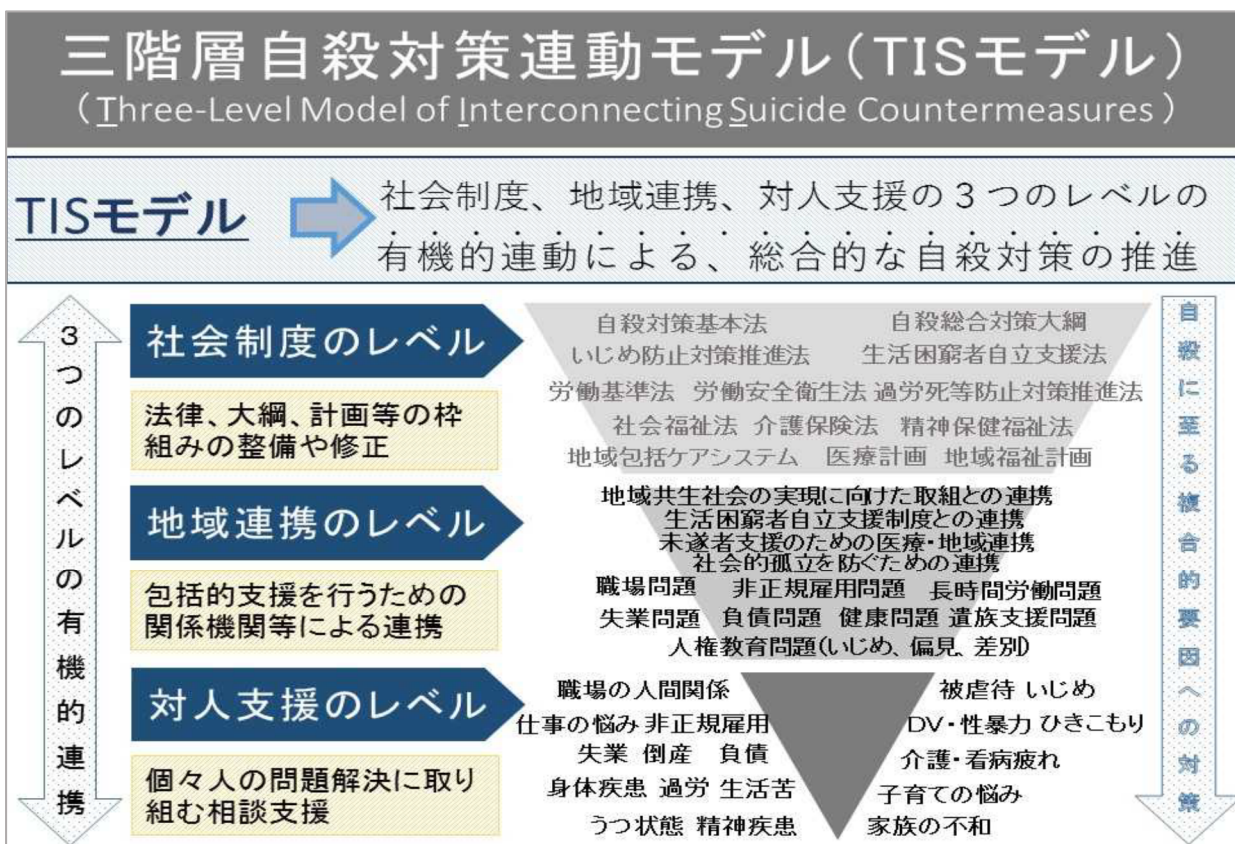 三階層自殺対策連動モデル（TISモデル）
（Three-Level Model of Interconnecting Suicide Countermeasures）
TISモデル
社会制度、地域連携、対人支援の３つのレベルの
有機的連動による、総合的な自殺対策の推進
３つのレベルの有機的連携
社会制度のレベル
法律、大綱、計画等の枠
組みの整備や修正
自殺対策基本法 自殺総合対策大綱
いじめ防止対策推進法 生活困窮者自立支援法
労働基準法 労働安全衛生法 過労死等防止対策推進法
社会福祉法 介護保険法 精神保健福祉法
地域包括ケアシステム 医療計画 地域福祉計画
地域連携のレベル
包括的支援を行うための
関係機関等による連携
地域共生社会の実現に向けた取組との連携
生活困窮者自立支援制度との連携
未遂者支援のための医療・地域連携
社会的孤立を防ぐための連携
職場問題 非正規雇用問題 長時間労働問題
失業問題 負債問題 健康問題 遺族支援問題
人権教育問題(いじめ、偏見、差別)
対人支援のレベル
個々人の問題解決に取り
組む相談支援
職場の人間関係 被虐待 いじめ
仕事の悩み 非正規雇用 DV・性暴力 ひきこもり
失業 倒産 負債 介護・看病疲れ
身体疾患 過労 生活苦 子育ての悩み
うつ状態 精神疾患 家族の不和
自殺に至る複合的要因への対策